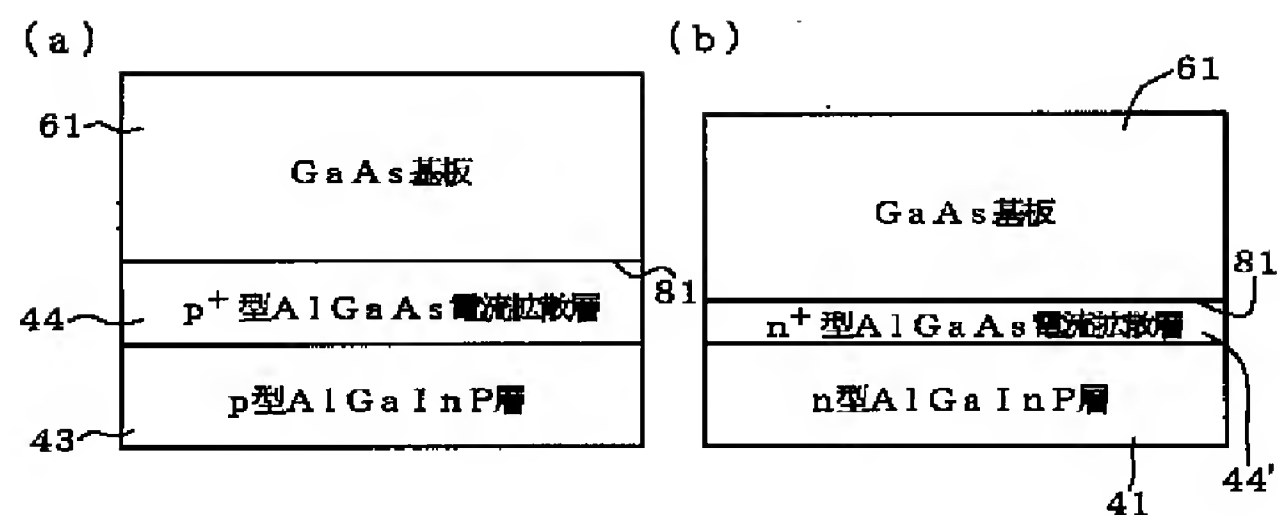 (a)
61
GaAs基板
44
p⁺型AlGaAs電流拡散層
81
43
p型AlGaInP層
(b)
61
GaAs基板
81
n⁺型AlGaAs電流拡散層
n型AlGaInP層
44'
41